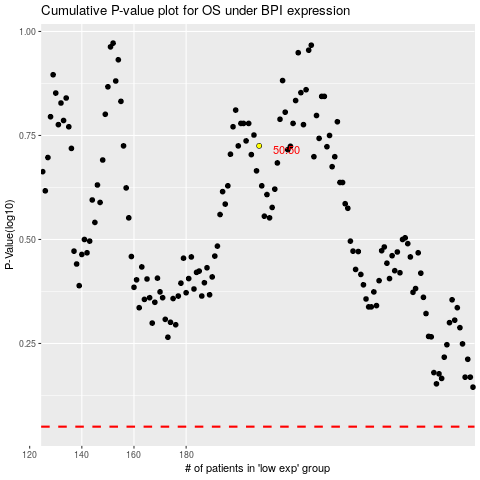 Cumulative P-value plot for OS under BPI expression
1.00
0.75
0.50
0.25
P-Value(log10)
50:50
120 140 160 180
# of patients in 'low exp' group